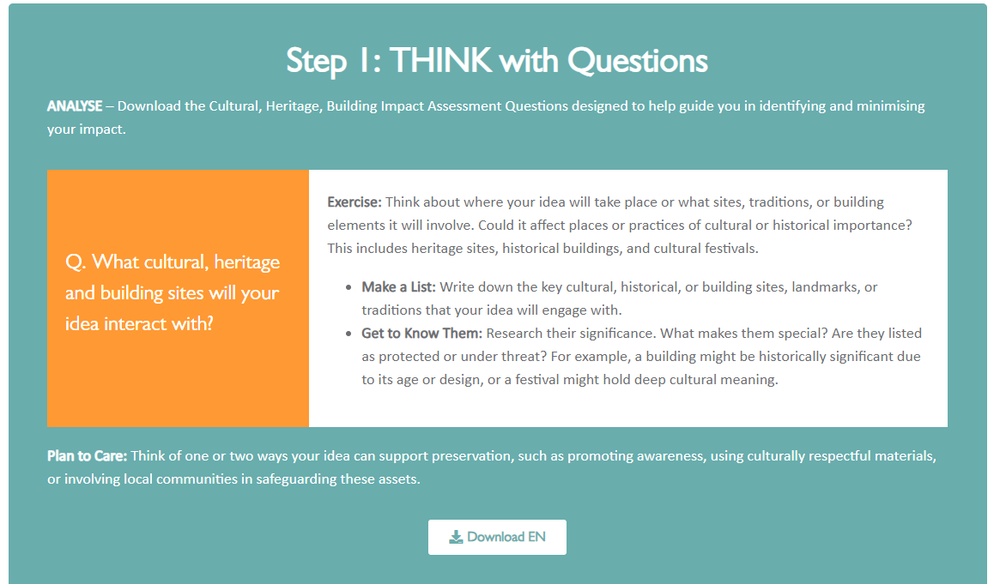 Step 1: THINK with Questions
ANALYSE – Download the Cultural, Heritage, Building Impact Assessment Questions designed to help guide you in identifying and minimising
your impact.
Q. What cultural, heritage
and building sites will your
idea interact with?
Exercise: Think about where your idea will take place or what sites, traditions, or building
elements it will involve. Could it affect places or practices of cultural or historical importance?
This includes heritage sites, historical buildings, and cultural festivals.
• Make a List: Write down the key cultural, historical, or building sites, landmarks, or
traditions that your idea will engage with.
• Get to Know Them: Research their significance. What makes them special? Are they listed
as protected or under threat? For example, a building might be historically significant due
to its age or design, or a festival might hold deep cultural meaning.
Plan to Care: Think of one or two ways your idea can support preservation, such as promoting awareness, using culturally respectful materials,
or involving local communities in safeguarding these assets.
Download EN